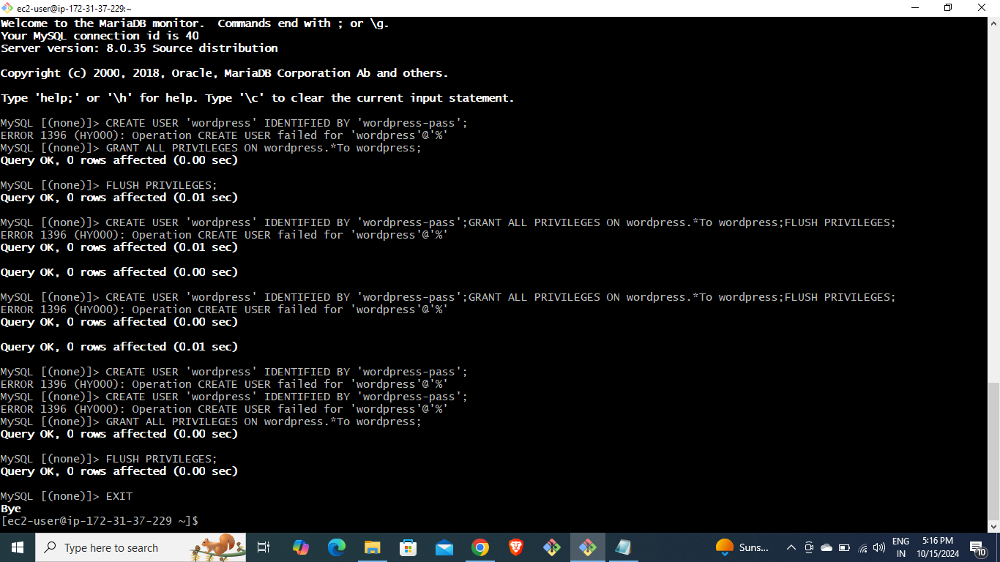 ec2-user@ip-172-31-37-229:~
Welcome to the MariaDB monitor.  Commands end with ; or \g.
Your MySQL connection id is 40
Server version: 8.0.35 Source distribution
Copyright (c) 2000, 2018, Oracle, MariaDB Corporation Ab and others.
Type 'help;' or '\h' for help. Type '\c' to clear the current input statement.
MySQL [(none)]> CREATE USER 'wordpress' IDENTIFIED BY 'wordpress-pass';
ERROR 1396 (HY000): Operation CREATE USER failed for 'wordpress'@'%'
MySQL [(none)]> GRANT ALL PRIVILEGES ON wordpress.*To wordpress;
Query OK, 0 rows affected (0.00 sec)
MySQL [(none)]> FLUSH PRIVILEGES;
Query OK, 0 rows affected (0.01 sec)
MySQL [(none)]> CREATE USER 'wordpress' IDENTIFIED BY 'wordpress-pass';GRANT ALL PRIVILEGES ON wordpress.*To wordpress;FLUSH PRIVILEGES;
ERROR 1396 (HY000): Operation CREATE USER failed for 'wordpress'@'%'
Query OK, 0 rows affected (0.01 sec)
Query OK, 0 rows affected (0.00 sec)
MySQL [(none)]> CREATE USER 'wordpress' IDENTIFIED BY 'wordpress-pass';GRANT ALL PRIVILEGES ON wordpress.*To wordpress;FLUSH PRIVILEGES;
ERROR 1396 (HY000): Operation CREATE USER failed for 'wordpress'@'%'
Query OK, 0 rows affected (0.00 sec)
Query OK, 0 rows affected (0.01 sec)
MySQL [(none)]> CREATE USER 'wordpress' IDENTIFIED BY 'wordpress-pass';
ERROR 1396 (HY000): Operation CREATE USER failed for 'wordpress'@'%'
MySQL [(none)]> CREATE USER 'wordpress' IDENTIFIED BY 'wordpress-pass';
ERROR 1396 (HY000): Operation CREATE USER failed for 'wordpress'@'%'
MySQL [(none)]> GRANT ALL PRIVILEGES ON wordpress.*To wordpress;
Query OK, 0 rows affected (0.00 sec)
MySQL [(none)]> FLUSH PRIVILEGES;
Query OK, 0 rows affected (0.00 sec)
MySQL [(none)]> EXIT
Bye
[ec2-user@ip-172-31-37-229 ~]$
Type here to search
Suns...
ENG
IN
5:16 PM
10/15/2024
10